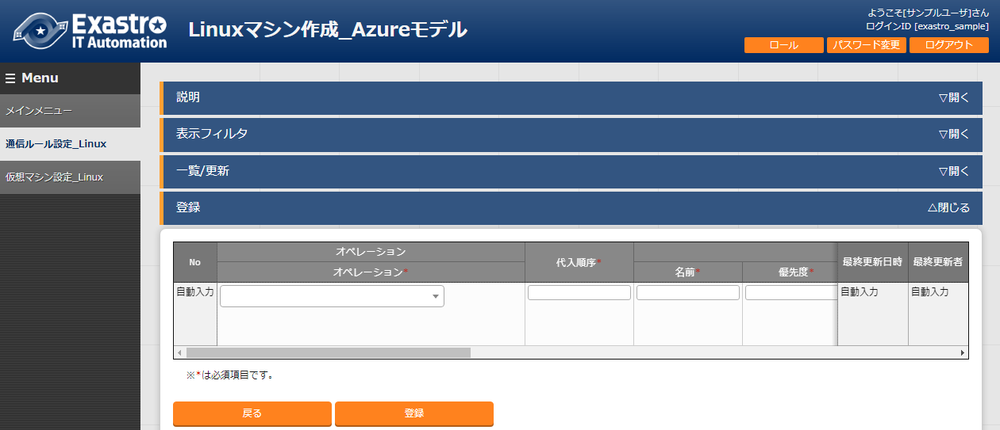 Exastro
IT Automation
Linuxマシン作成_Azureモデル
ようこそ[サンプルユーザ]さん
ログインID [exastro_sample]
ロール
パスワード変更
ログアウト
Menu
メインメニュー
通信ルール設定_Linux
仮想マシン設定_Linux
説明
▽開く
表示フィルタ
▽開く
一覧/更新
▽開く
登録
△閉じる
No
オペレーション
オペレーション*
代入順序*
名前*
優先度*
最終更新日時
最終更新者
自動入力
自動入力
自動入力
※*は必須項目です。
戻る
登録